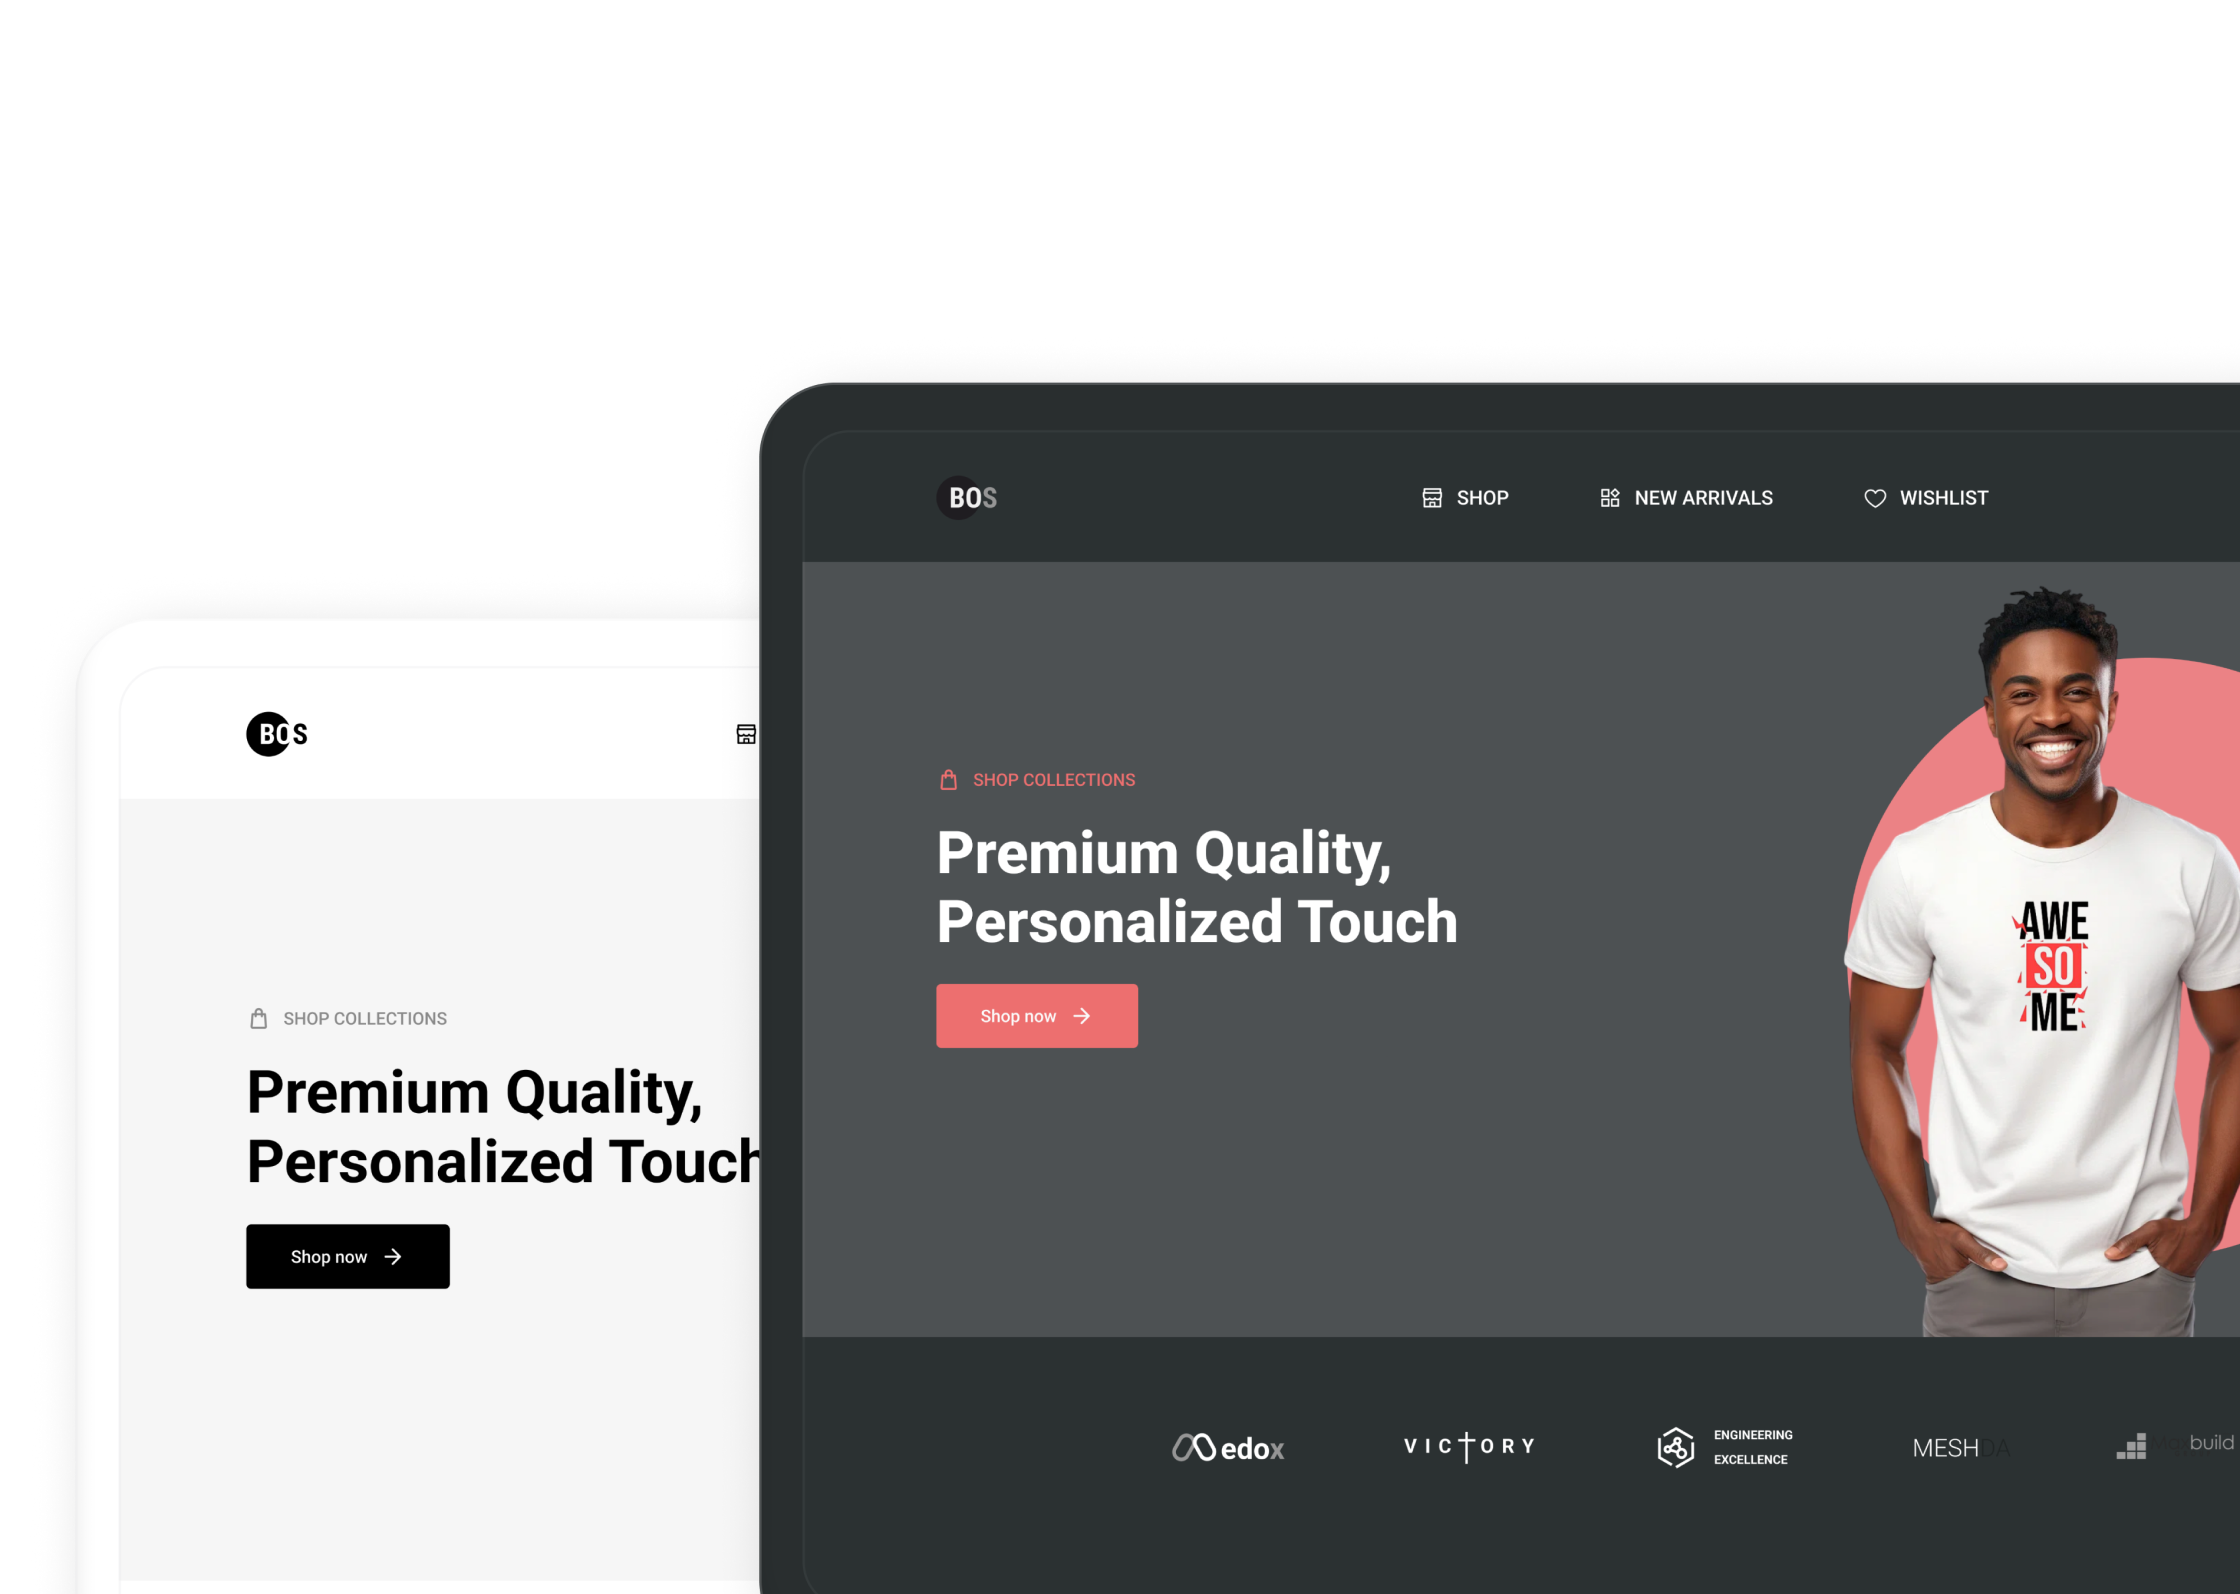 BOS
SHOP COLLECTIONS
Premium Quality,
Personalized Touch
Shop now
BOS
SHOP
NEW ARRIVALS
WISHLIST
SHOP COLLECTIONS
Premium Quality,
Personalized Touch
Shop now
AWE
SO
ME
edox
VICTORY
ENGINEERING
EXCELLENCE
MESHDA
build